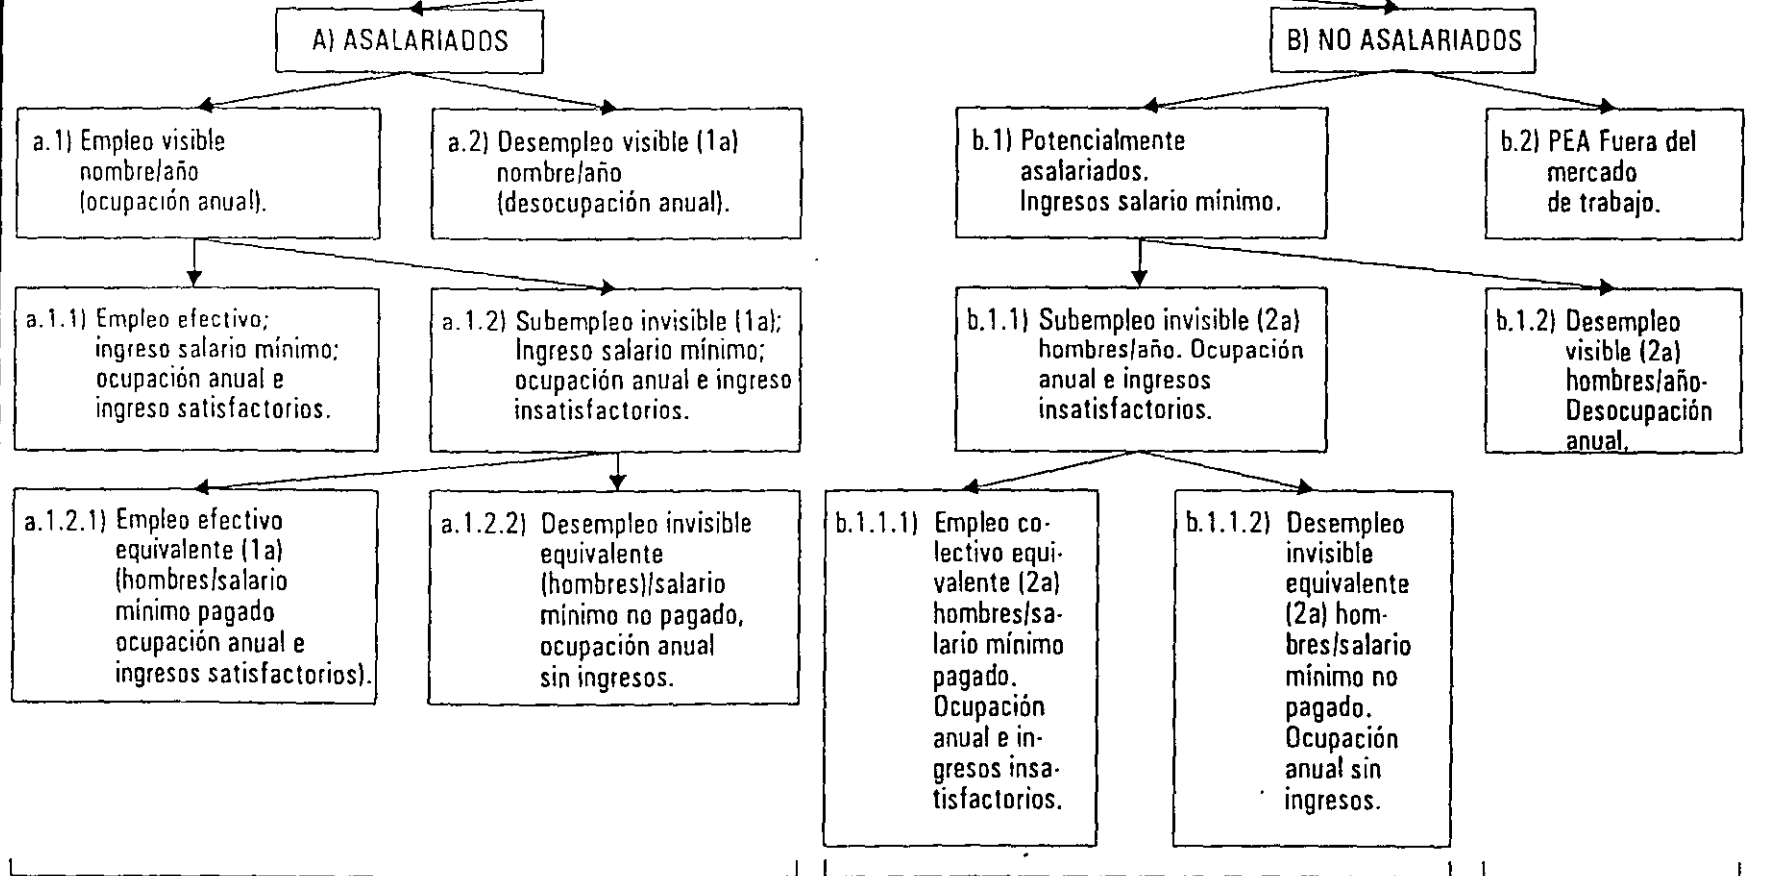 A) ASALARIADOS
B) NO ASALARIADOS
a.1) Empleo visible
nombre/año
(ocupación anual).
a.2) Desempleo visible (1a)
nombre/año
(desocupación anual).
b.1) Potencialmente
asalariados.
Ingresos salario mínimo.
b.2) PEA Fuera del
mercado
de trabajo.
a.1.1) Empleo efectivo;
ingreso salario mínimo;
ocupación anual e
ingreso satisfactorios.
a.1.2) Subempleo invisible (1a);
Ingreso salario mínimo;
ocupación anual e ingreso
insatisfactorios.
b.1.1) Subempleo invisible (2a)
hombres/año. Ocupación
anual e ingresos
insatisfactorios.
b.1.2) Desempleo
visible (2a)
hombres/año-
Desocupación
anual.
a.1.2.1) Empleo efectivo
equivalente (1a)
(hombres/salario
mínimo pagado
ocupación anual e
ingresos satisfactorios).
a.1.2.2) Desempleo invisible
equivalente
(hombres)/salario
mínimo no pagado,
ocupación anual
sin ingresos.
b.1.1.1) Empleo co-
lectivo equi-
valente (2a)
hombres/sa-
lario mínimo
pagado.
Ocupación
anual e in-
gresos insa-
tisfactorios.
b.1.1.2) Desempleo
invisible
equivalente
(2a) hom-
bres/salario
mínimo no
pagado.
Ocupación
anual sin
ingresos.